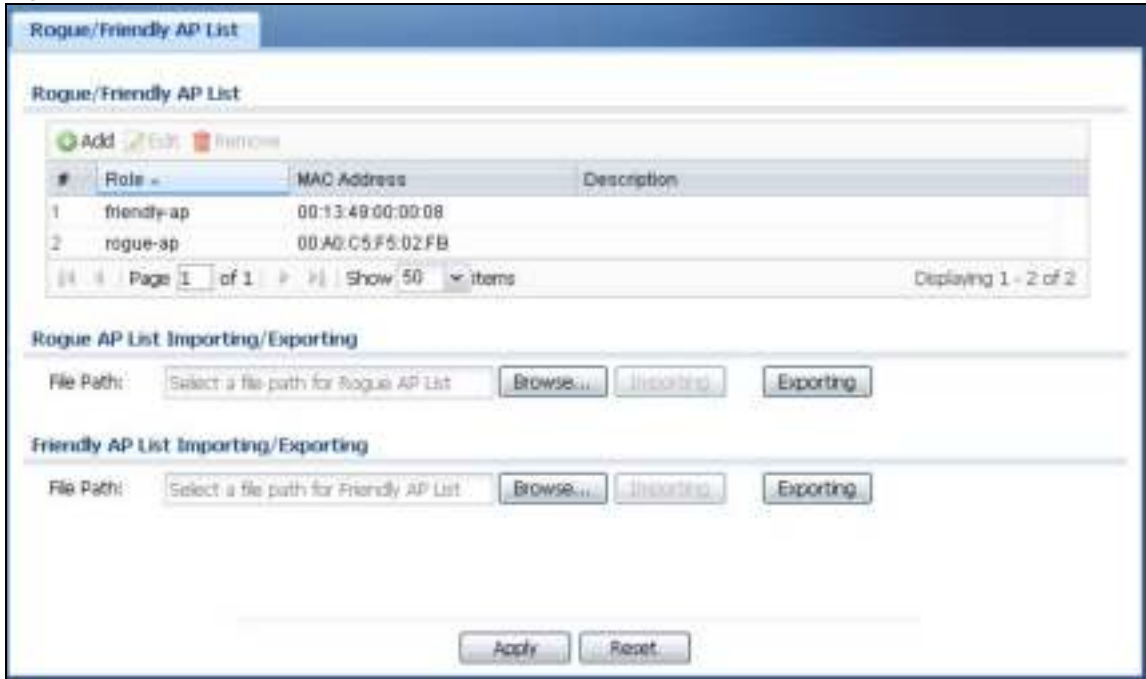 Rogue/Friendly AP List
Rogue/Friendly AP List
Add Edit Remove
# Role MAC Address Description
1 friendly-ap 00:13:49:00:00:08
2 rogue-ap 00:A0:C5:F5:02:FB
Page 1 of 1 Show 50 items Displaying 1 - 2 of 2
Rogue AP List Importing/Exporting
File Path: Select a file path for Rogue AP List Browse... Importing Exporting
Friendly AP List Importing/Exporting
File Path: Select a file path for Friendly AP List Browse... Importing Exporting
Apply Reset